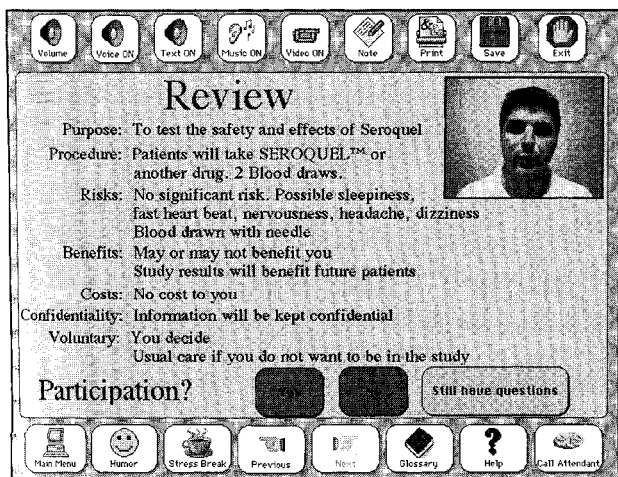 Volume Voice ON Text ON Music ON Video ON Note Print Save Exit
Review
Purpose: To test the safety and effects of Seroquel
Procedure: Patients will take SEROQUEL™ or
another drug. 2 Blood draws.
Risks: No significant risk. Possible sleepiness,
fast heart beat, nervousness, headache, dizziness
Blood drawn with needle
Benefits: May or may not benefit you
Study results will benefit future patients
Costs: No cost to you
Confidentiality: Information will be kept confidential
Voluntary: You decide
Usual care if you do not want to be in the study
Participation? Still have questions
Main Menu Humor Stress Break Previous Next Glossary Help Call Attendant